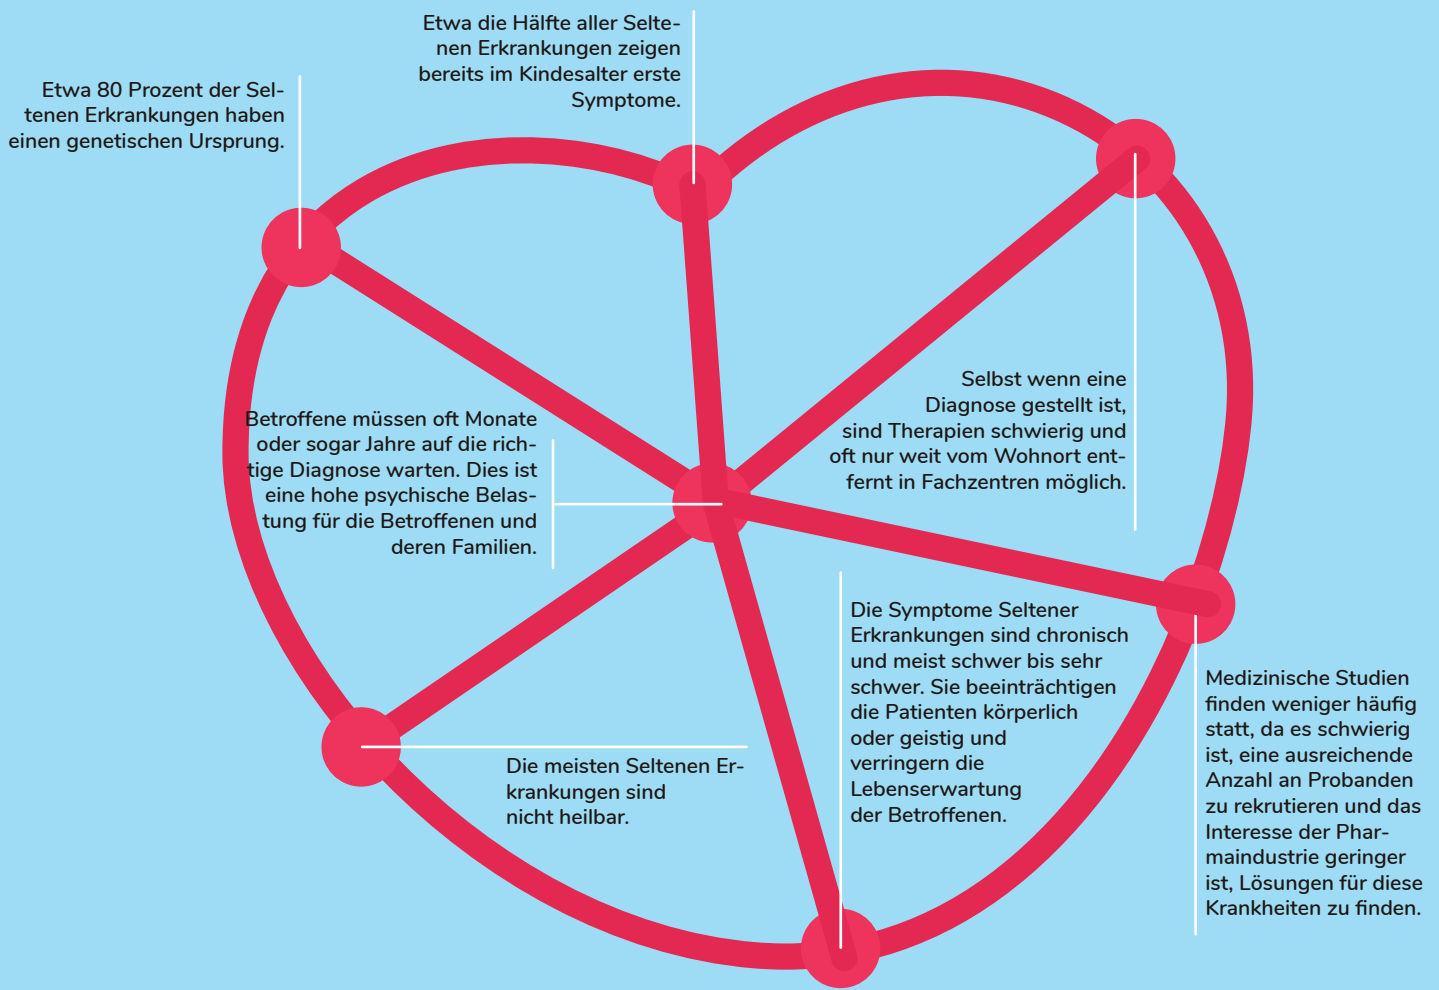 Etwa die Hälfte aller Selte-
nen Erkrankungen zeigen
bereits im Kindesalter erste
Symptome.
Etwa 80 Prozent der Sel-
tenen Erkrankungen haben
einen genetischen Ursprung.
Selbst wenn eine
Diagnose gestellt ist,
sind Therapien schwierig und
oft nur weit vom Wohnort ent-
fernt in Fachzentren möglich.
Betroffene müssen oft Monate
oder sogar Jahre auf die rich-
tige Diagnose warten. Dies ist
eine hohe psychische Belas-
tung für die Betroffenen und
deren Familien.
Die Symptome Seltener
Erkrankungen sind chronisch
und meist schwer bis sehr
schwer. Sie beeinträchtigen
die Patienten körperlich
oder geistig und
verringern die
Lebenserwartung
der Betroffenen.
Medizinische Studien
finden weniger häufig
statt, da es schwierig
ist, eine ausreichende
Anzahl an Probanden
zu rekrutieren und das
Interesse der Phar-
maindustrie geringer
ist, Lösungen für diese
Krankheiten zu finden.
Die meisten Seltenen Er-
krankungen sind
nicht heilbar.